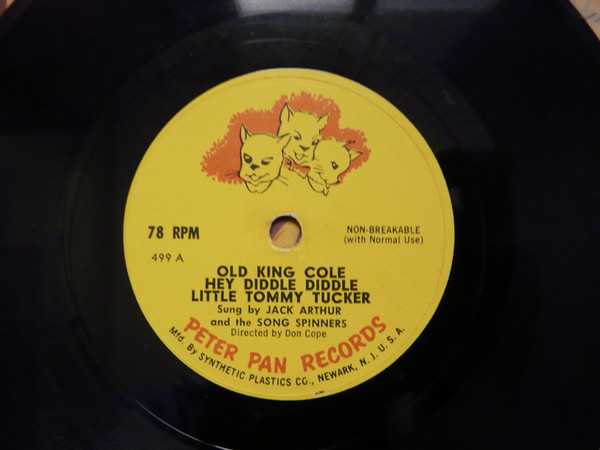 78 RPM
NON-BREAKABLE
(with Normal Use)
499 A
OLD KING COLE
HEY DIDDLE DIDDLE
LITTLE TOMMY TUCKER
Sung by JACK ARTHUR
and the SONG SPINNERS
Directed by Don Cope
PETER PAN RECORDS
Mfd. By SYNTHETIC PLASTICS CO., NEWARK, N. J. U. S. A.